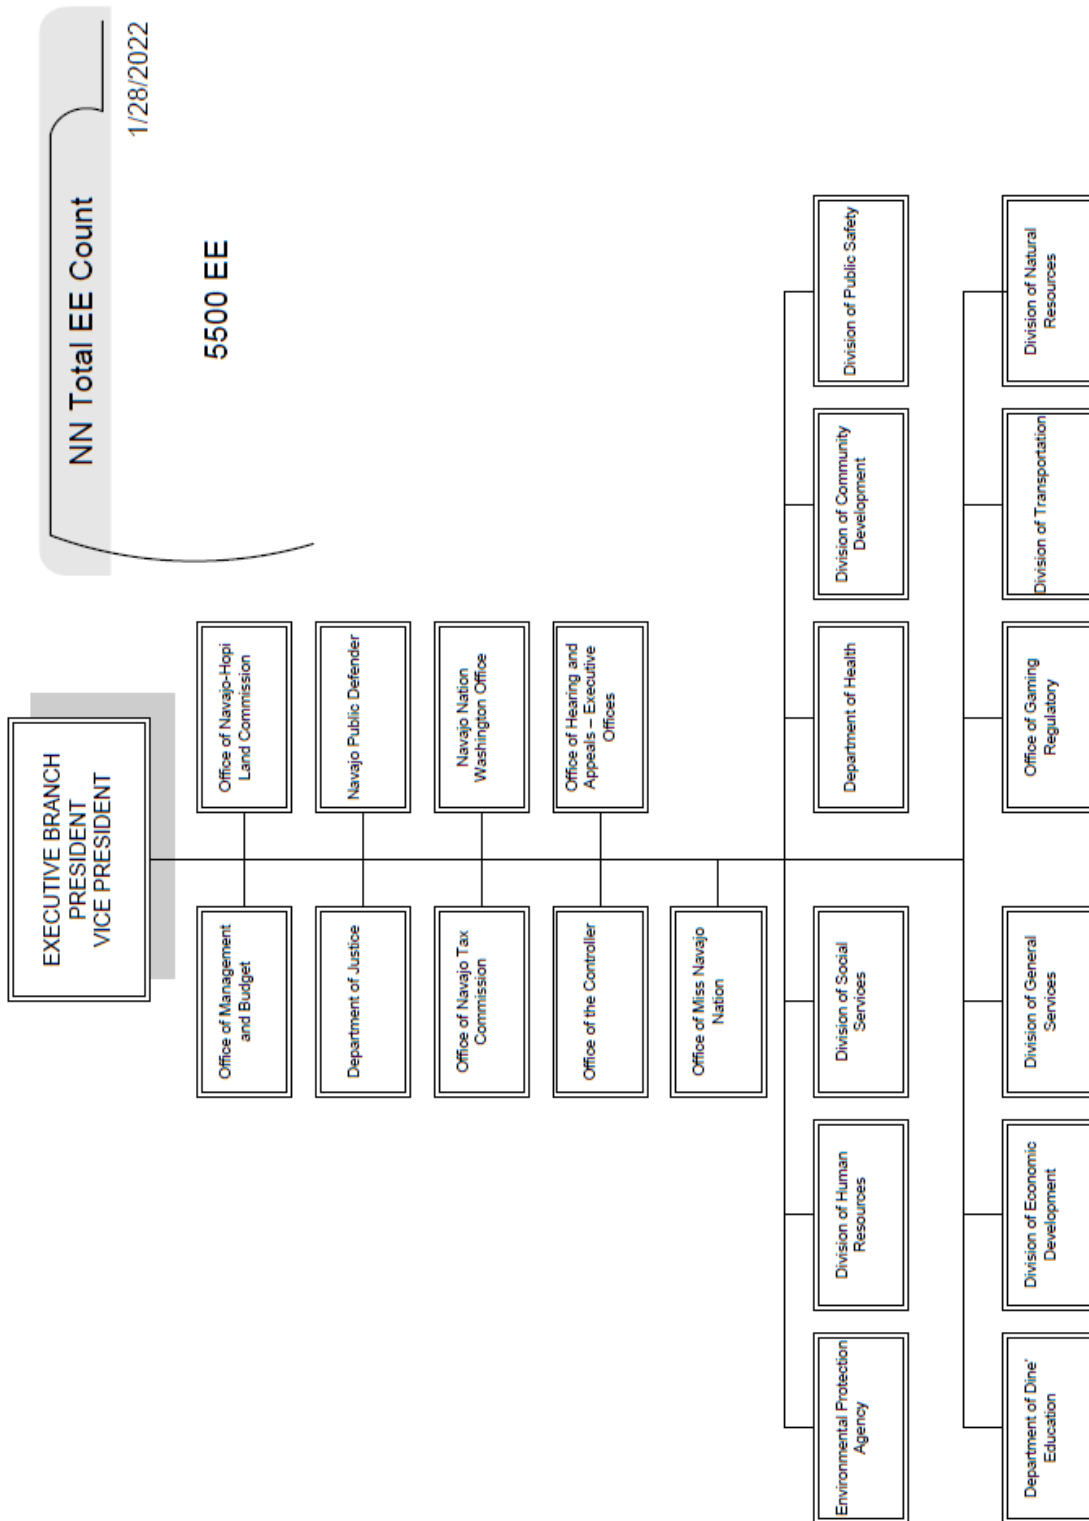 NN Total EE Count
1/28/2022
5500 EE
EXECUTIVE BRANCH
PRESIDENT
VICE PRESIDENT
Office of Management
and Budget
Office of Navajo-Hopi
Land Commission
Department of Justice
Navajo Public Defender
Office of Navajo Tax
Commission
Navajo Nation
Washington Office
Office of the Controller
Office of Hearing and
Appeals – Executive
Offices
Office of Miss Navajo
Nation
Environmental Protection
Agency
Division of Human
Resources
Division of Social
Services
Department of Health
Division of Community
Development
Division of Public Safety
Department of Dine'
Education
Division of Economic
Development
Division of General
Services
Office of Gaming
Regulatory
Division of Transportation
Division of Natural
Resources